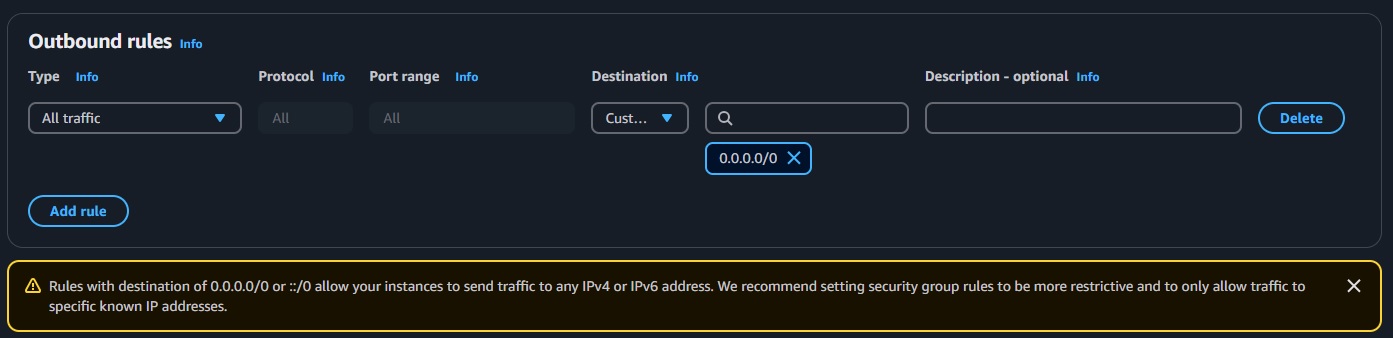 Outbound rules Info
Type Info Protocol Info Port range Info Destination Info Description - optional Info
All traffic All All Cust... Delete
0.0.0.0/0
Add rule
Rules with destination of 0.0.0.0/0 or ::/0 allow your instances to send traffic to any IPv4 or IPv6 address. We recommend setting security group rules to be more restrictive and to only allow traffic to
specific known IP addresses.